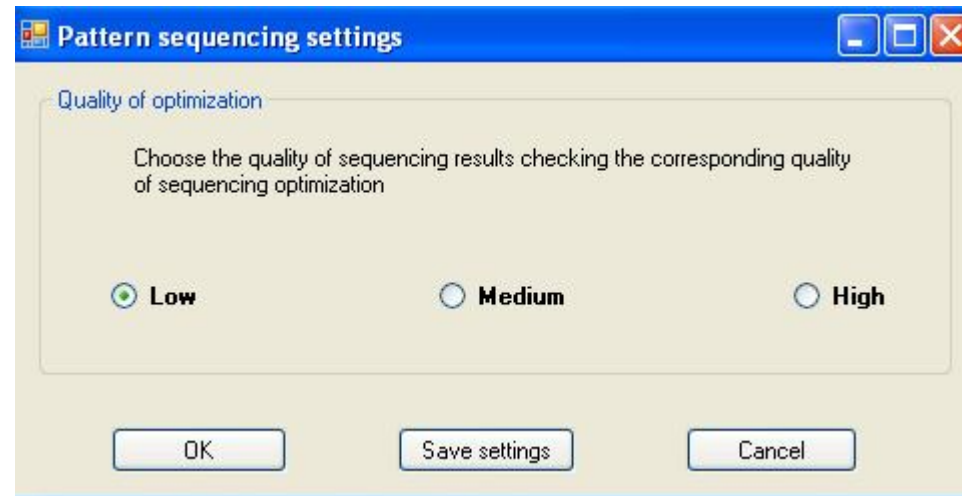 Pattern sequencing settings
Quality of optimization
Choose the quality of sequencing results checking the corresponding quality
of sequencing optimization
Low Medium High
OK Save settings Cancel